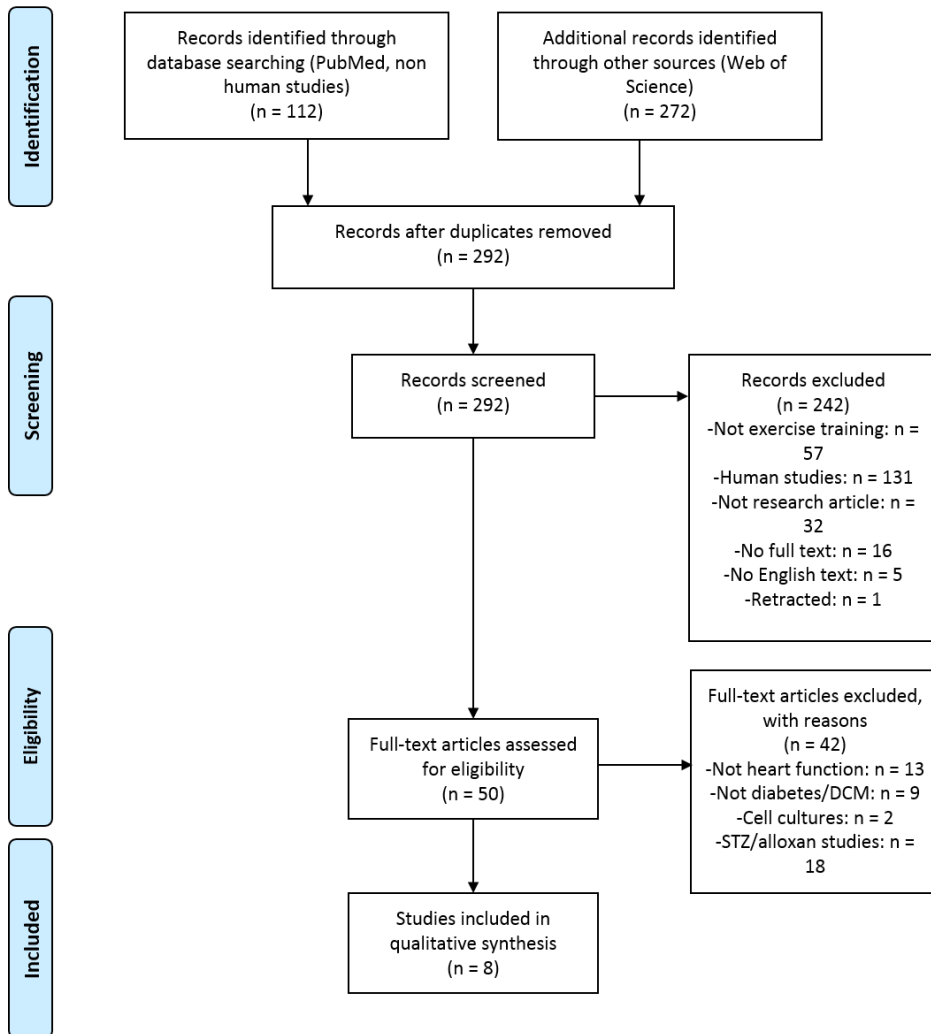 Identification
Records identified through
database searching (PubMed, non
human studies)
(n = 112)
Additional records identified
through other sources (Web of
Science)
(n = 272)
Records after duplicates removed
(n = 292)
Screening
Records screened
(n = 292)
Records excluded
(n = 242)
-Not exercise training: n =
57
-Human studies: n = 131
-Not research article: n =
32
-No full text: n = 16
-No English text: n = 5
-Retracted: n = 1
Eligibility
Full-text articles assessed
for eligibility
(n = 50)
Full-text articles excluded,
with reasons
(n = 42)
-Not heart function: n = 13
-Not diabetes/DCM: n = 9
-Cell cultures: n = 2
-STZ/alloxan studies: n =
18
Included
Studies included in
qualitative synthesis
(n = 8)